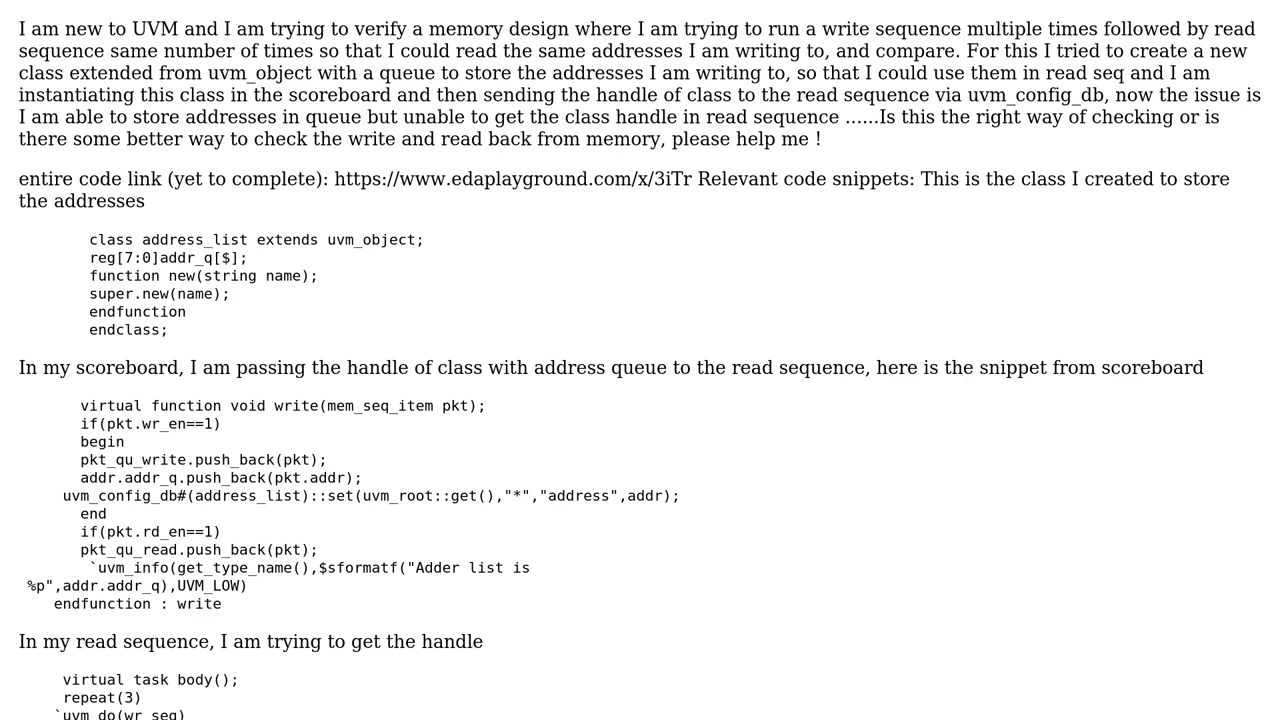 I am new to UVM and I am trying to verify a memory design where I am trying to run a write sequence multiple times followed by read
sequence same number of times so that I could read the same addresses I am writing to, and compare. For this I tried to create a new
class extended from uvm_object with a queue to store the addresses I am writing to, so that I could use them in read seq and I am
instantiating this class in the scoreboard and then sending the handle of class to the read sequence via uvm_config_db, now the issue is
I am able to store addresses in queue but unable to get the class handle in read sequence ......Is this the right way of checking or is
there some better way to check the write and read back from memory, please help me !
entire code link (yet to complete): https://www.edaplayground.com/x/3iTr Relevant code snippets: This is the class I created to store
the addresses
class address_list extends uvm_object;
reg[7:0]addr_q[$];
function new(string name);
super.new(name);
endfunction
endclass;
In my scoreboard, I am passing the handle of class with address queue to the read sequence, here is the snippet from scoreboard
virtual function void write(mem_seq_item pkt);
if(pkt.wr_en==1)
begin
pkt_qu_write.push_back(pkt);
addr.addr_q.push_back(pkt.addr);
uvm_config_db#(address_list)::set(uvm_root::get(),"*","address",addr);
end
if(pkt.rd_en==1)
pkt_qu_read.push_back(pkt);
`uvm_info(get_type_name(),$sformatf("Adder list is
%p",addr.addr_q),UVM_LOW)
endfunction : write
In my read sequence, I am trying to get the handle
virtual task body();
repeat(3)
`uvm_do(wr_seq)